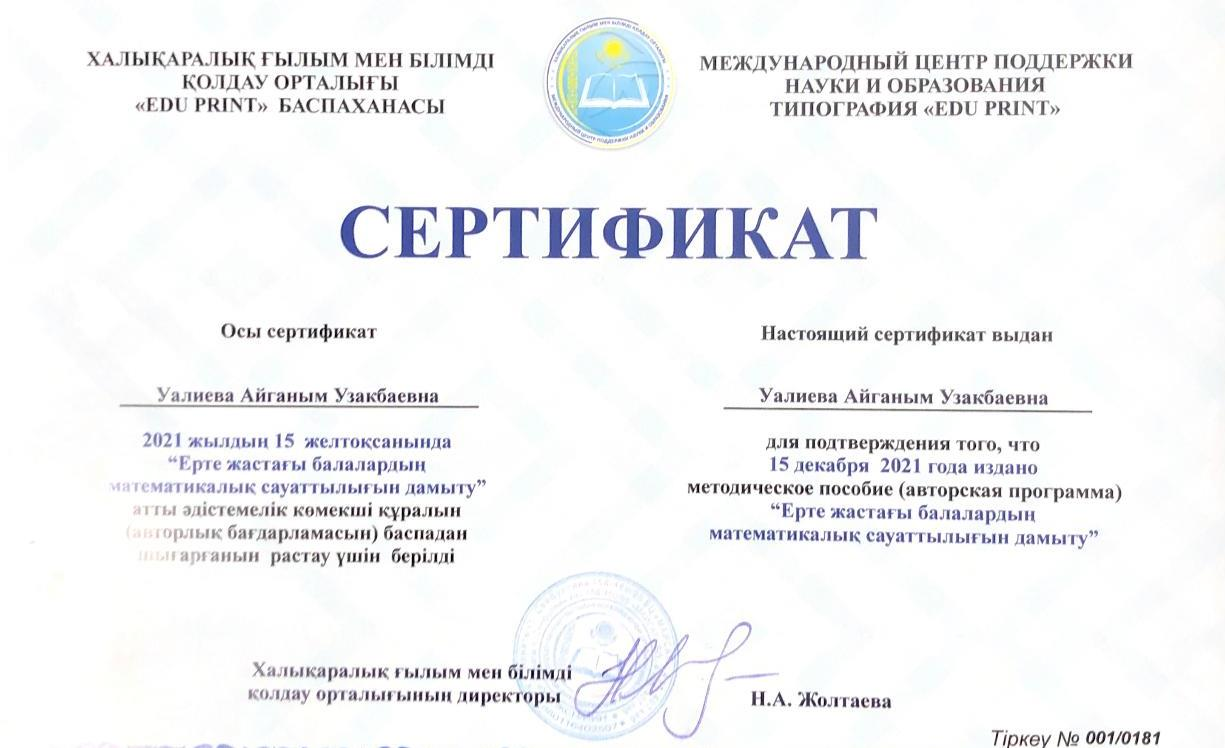 ХАЛЫҚАРАЛЫҚ ҒЫЛЫМ МЕН БІЛІМДІ
ҚОЛДАУ ОРТАЛЫҒЫ
«EDU PRINT» БАСПАХАНАСЫ
МЕЖДУНАРОДНЫЙ ЦЕНТР ПОДДЕРЖКИ
НАУКИ И ОБРАЗОВАНИЯ
ТИПОГРАФИЯ «EDU PRINT»
СЕРТИФИКАТ
Осы сертификат
Уалиева Айганым Узакбаевна
2021 жылдың 15 желтоқсанында
“Ерте жастағы балалардың
математикалық сауаттылығын дамыту”
атты әдістемелік көмекші құралын
(авторлық бағдарламасын) баспадан
шығарғанын растау үшін берілді
Настоящий сертификат выдан
Уалиева Айганым Узакбаевна
для подтверждения того, что
15 декабря 2021 года издано
методическое пособие (авторская программа)
“Ерте жастағы балалардың
математикалық сауаттылығын дамыту”
Халықаралық ғылым мен білімді
қолдау орталығының директоры
Н.А. Жолтаева
Тіркеу № 001/0181